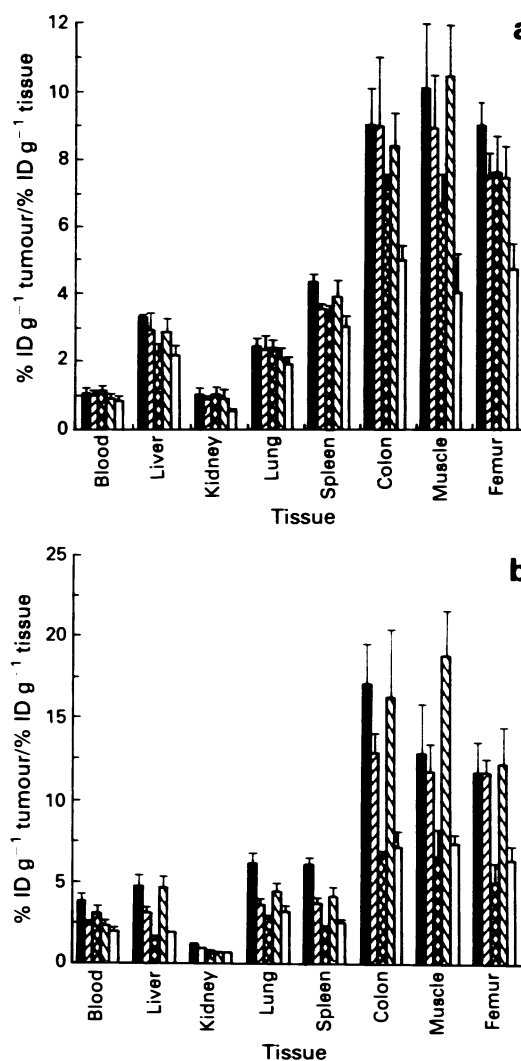 a
12
10
8
6
4
2
0
% ID g⁻¹ tumour/% ID g⁻¹ tissue
Blood
Liver
Kidney
Lung
Spleen
Colon
Muscle
Femur
Tissue
b
25
20
15
10
5
0
% ID g⁻¹ tumour/% ID g⁻¹ tissue
Blood
Liver
Kidney
Lung
Spleen
Colon
Muscle
Femur
Tissue